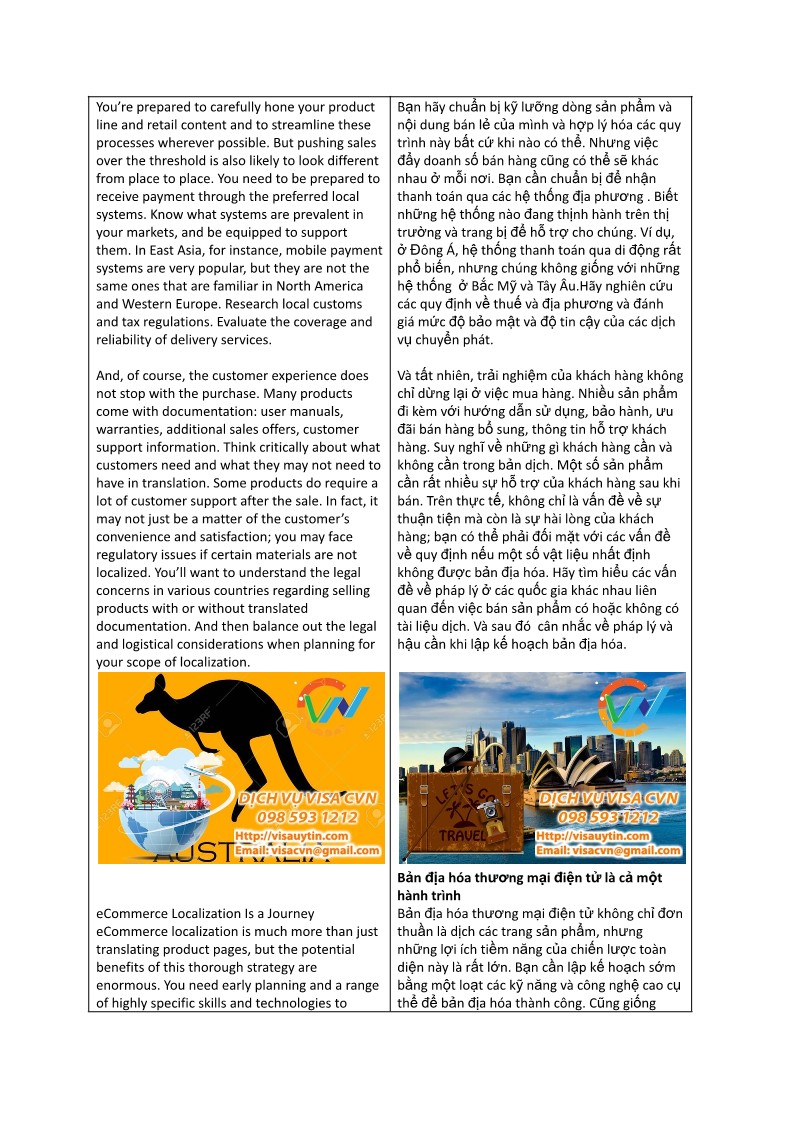 You're prepared to carefully hone your product
line and retail content and to streamline these
processes wherever possible. But pushing sales
over the threshold is also likely to look different
from place to place. You need to be prepared to
receive payment through the preferred local
systems. Know what systems are prevalent in
your markets, and be equipped to support
them. In East Asia, for instance, mobile payment
systems are very popular, but they are not the
same ones that are familiar in North America
and Western Europe. Research local customs
and tax regulations. Evaluate the coverage and
reliability of delivery services.
And, of course, the customer experience does
not stop with the purchase. Many products
come with documentation: user manuals,
warranties, additional sales offers, customer
support information. Think critically about what
customers need and what they may not need to
have in translation. Some products do require a
lot of customer support after the sale. In fact, it
may not just be a matter of the customer's
convenience and satisfaction; you may face
regulatory issues if certain materials are not
localized. You'll want to understand the legal
concerns in various countries regarding selling
products with or without translated
documentation. And then balance out the legal
and logistical considerations when planning for
your scope of localization.
CVN
123RF
DỊCH VỤ VISA CVN
098 593 1212
Http://visauytin.com
Email: visacvn@gmail.com
AUSTRALIA
eCommerce Localization Is a Journey
eCommerce localization is much more than just
translating product pages, but the potential
benefits of this thorough strategy are
enormous. You need early planning and a range
of highly specific skills and technologies to
Bạn hãy chuẩn bị kỹ lưỡng dòng sản phẩm và
nội dung bán lẻ của mình và hợp lý hóa các quy
trình này bất cứ khi nào có thể. Nhưng việc
đẩy doanh số bán hàng cũng có thể sẽ khác
nhau ở mỗi nơi. Bạn cần chuẩn bị để nhận
thanh toán qua các hệ thống địa phương . Biết
những hệ thống nào đang thịnh hành trên thị
trường và trang bị để hỗ trợ cho chúng. Ví dụ,
ở Đông Á, hệ thống thanh toán qua di động rất
phổ biến, nhưng chúng không giống với những
hệ thống  ở Bắc Mỹ và Tây Âu.Hãy nghiên cứu
các quy định về thuế và địa phương và đánh
giá mức độ bảo mật và độ tin cậy của các dịch
vụ chuyển phát.
Và tất nhiên, trải nghiệm của khách hàng không
chỉ dừng lại ở việc mua hàng. Nhiều sản phẩm
đi kèm với hướng dẫn sử dụng, bảo hành, ưu
đãi bán hàng bổ sung, thông tin hỗ trợ khách
hàng. Suy nghĩ về những gì khách hàng cần và
không cần trong bản dịch. Một số sản phẩm
cần rất nhiều sự hỗ trợ của khách hàng sau khi
bán. Trên thực tế, không chỉ là vấn đề về sự
thuận tiện mà còn là sự hài lòng của khách
hàng; bạn có thể phải đối mặt với các vấn đề
về quy định nếu một số vật liệu nhất định
không được bản địa hóa. Hãy tìm hiểu các vấn
đề về pháp lý ở các quốc gia khác nhau liên
quan đến việc bán sản phẩm có hoặc không có
tài liệu dịch. Và sau đó  cân nhắc về pháp lý và
hậu cần khi lập kế hoạch bản địa hóa.
CVN
LET'S GO
TRAVEL
DỊCH VỤ VISA CVN
098 593 1212
Http://visauytin.com
Email: visacvn@gmail.com
Bản địa hóa thương mại điện tử là cả một
hành trình
Bản địa hóa thương mại điện tử không chỉ đơn
thuần là dịch các trang sản phẩm, nhưng
những lợi ích tiềm năng của chiến lược toàn
diện này là rất lớn. Bạn cần lập kế hoạch sớm
bằng một loạt các kỹ năng và công nghệ cao cụ
thể để bản địa hóa thành công. Cũng giống